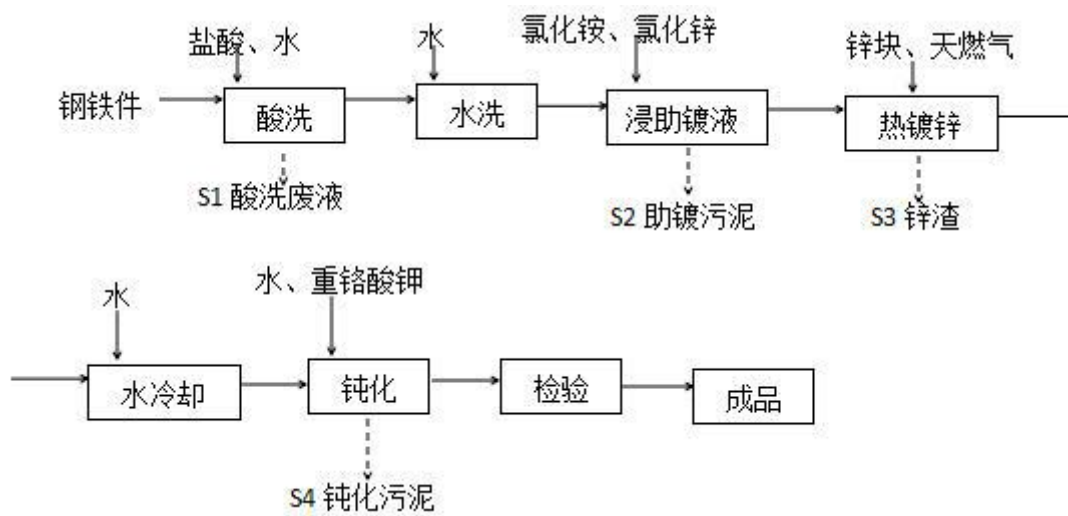 盐酸、水
水
氯化铵、氯化锌
锌块、天燃气
钢铁件
酸洗
水洗
浸助镀液
热镀锌
S1 酸洗废液
S2 助镀污泥
S3 锌渣
水
水、重铬酸钾
水冷却
钝化
检验
成品
S4 钝化污泥